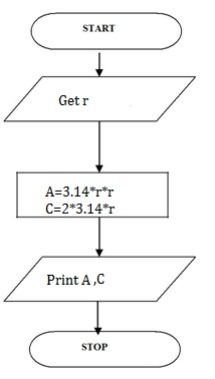 START
Get r
A=3.14*r*r
C=2*3.14*r
Print A ,C
STOP